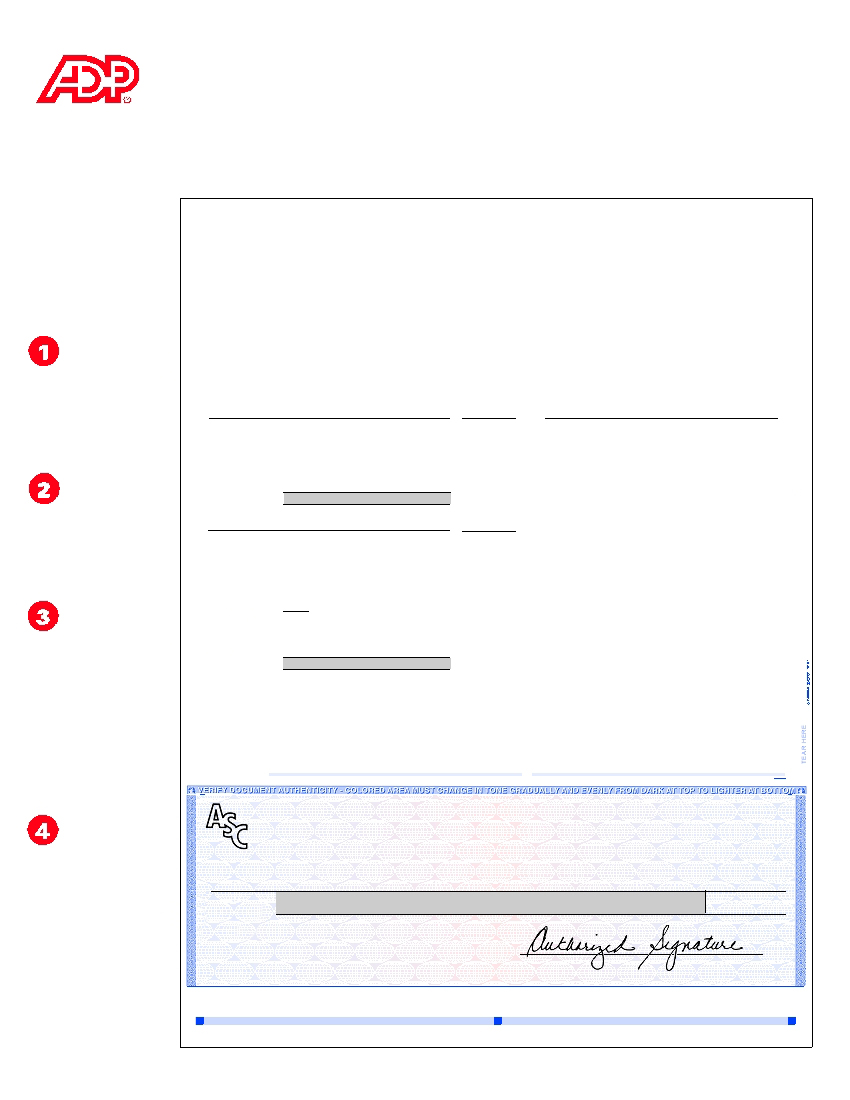 ADP
1
2
3
TEAR HERE
VERIFY DOCUMENT AUTHENTICITY - COLORED AREA MUST CHANGE IN TONE GRADUALLY AND EVENLY FROM DARK AT TOP TO LIGHTER AT BOTTOM
ASC
4
Authorized Signature